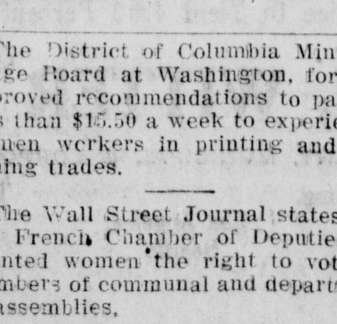 The District of Columbia Min
ge Board at Washington, for
roved recommendations to pa
s than $15.50 a week to experie
men workers in printing and
ing trades.
The Wall Street Journal states
French Chamber of Deputie
nted women the right to vot
mbers of communal and depart
assemblies.